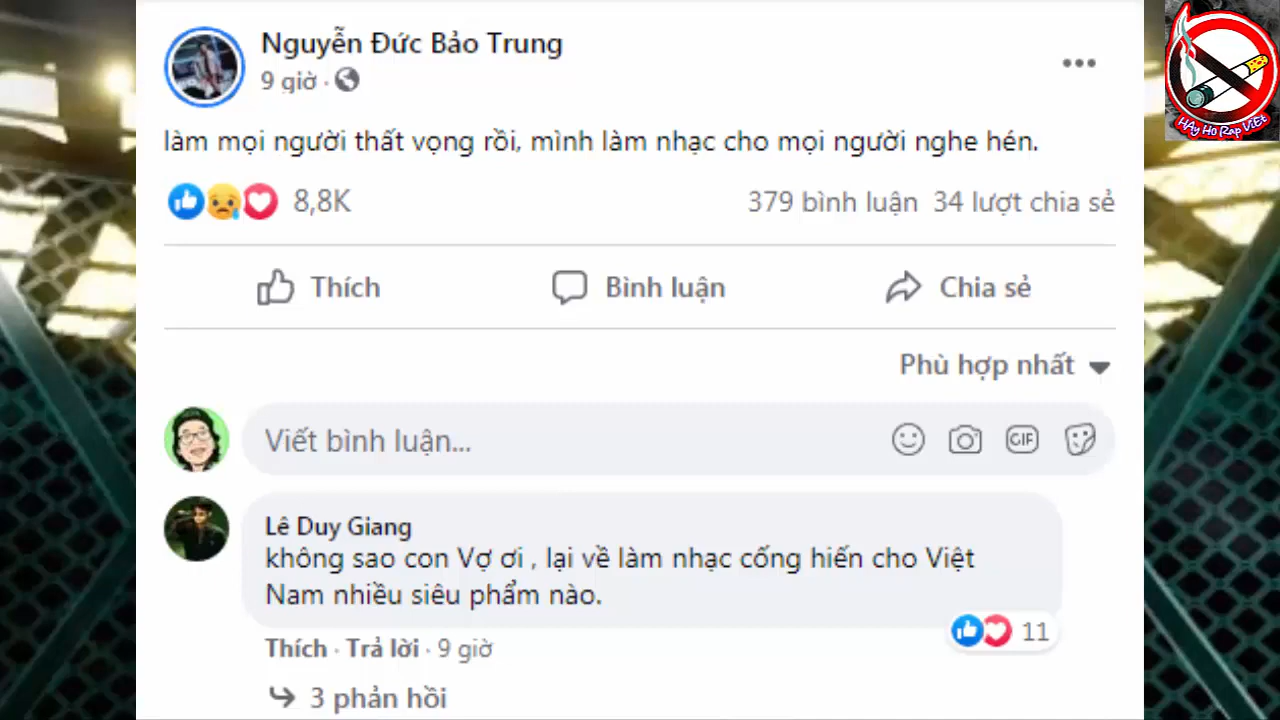 Nguyễn Đức Bảo Trung
9 giờ ·
làm mọi người thất vọng rồi, mình làm nhạc cho mọi người nghe hén.
8,8K 379 bình luận 34 lượt chia sẻ
Thích Bình luận Chia sẻ
Phù hợp nhất
Viết bình luận... GIF
Lê Duy Giang
không sao con Vợ ơi , lại về làm nhạc cống hiến cho Việt
Nam nhiều siêu phẩm nào.
11
Thích · Trả lời · 9 giờ
3 phản hồi
HAy Ho Rap ViEt